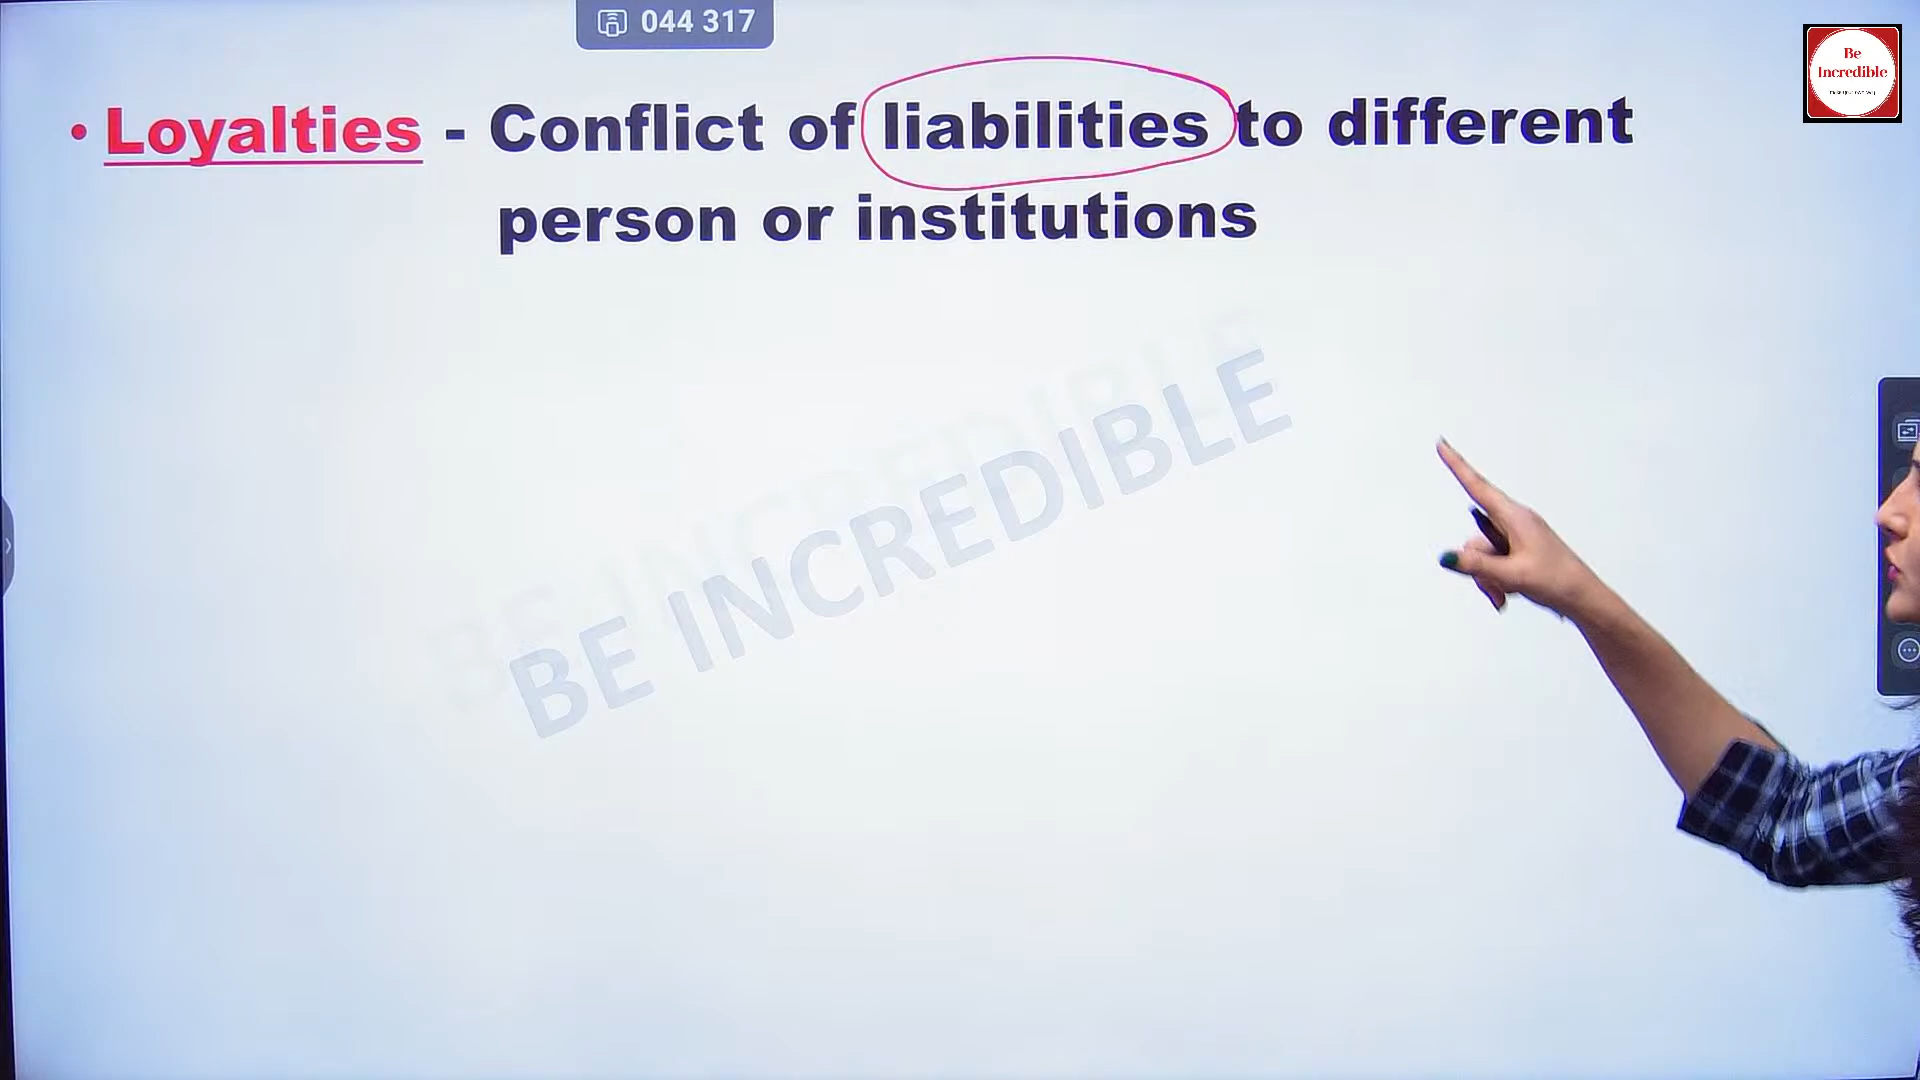 044 317
Be
Incredible
• Loyalties - Conflict of liabilities to different
person or institutions
BE INCREDIBLE